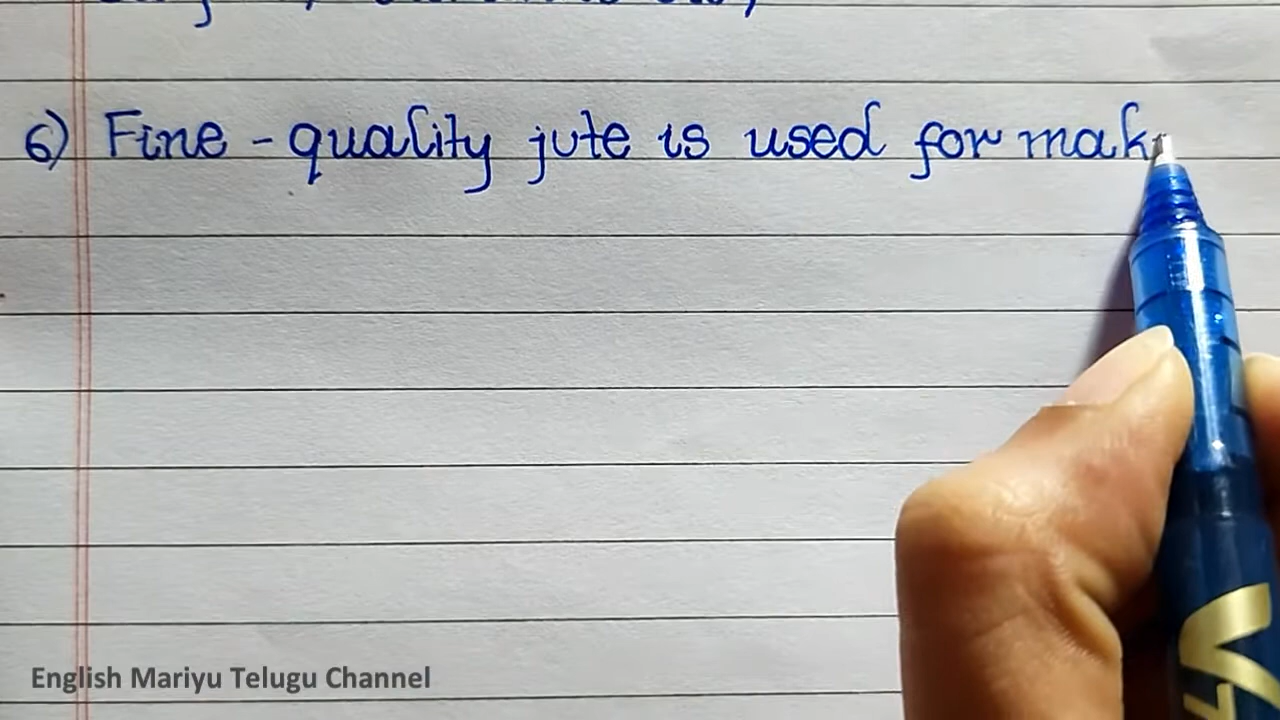 6) Fine-quality jute is used for mak
English Mariyu Telugu Channel